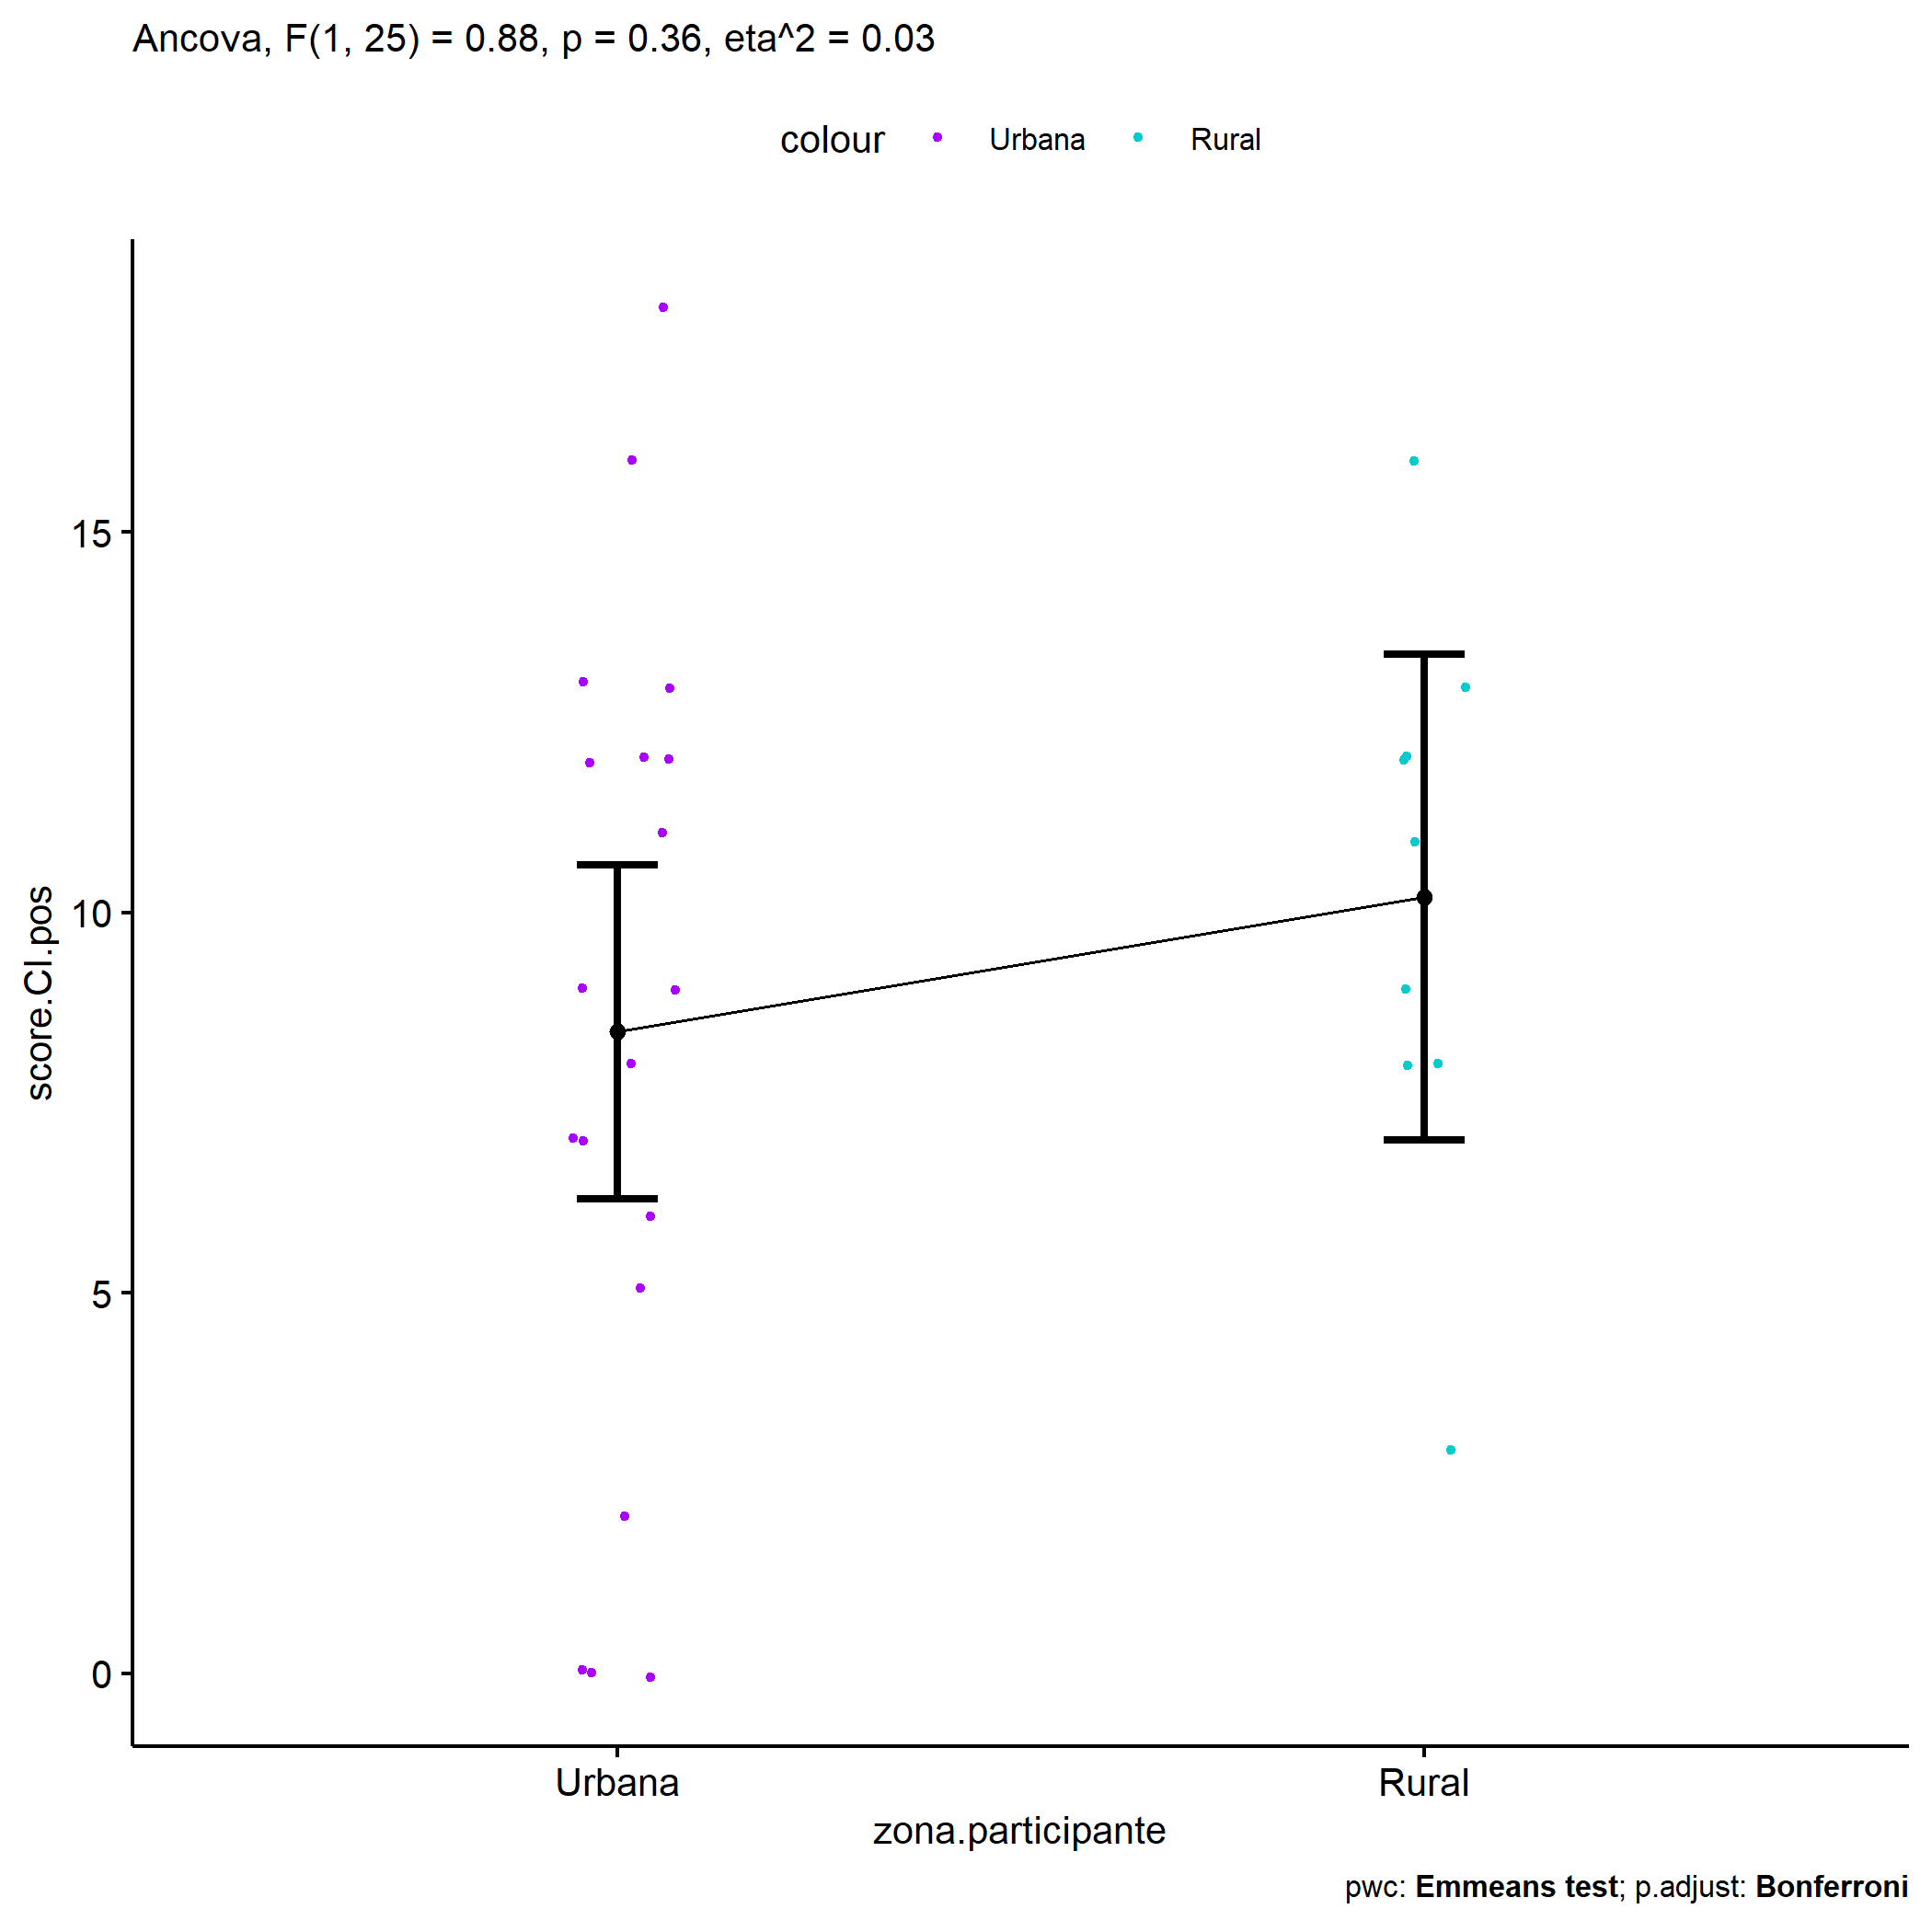 Ancova, F(1, 25) = 0.88, p = 0.36, eta^2 = 0.03
colour Urbana Rural
score.CI.pos
15
10
5
0
Urbana Rural
zona.participante
pwc: Emmeans test; p.adjust: Bonferroni